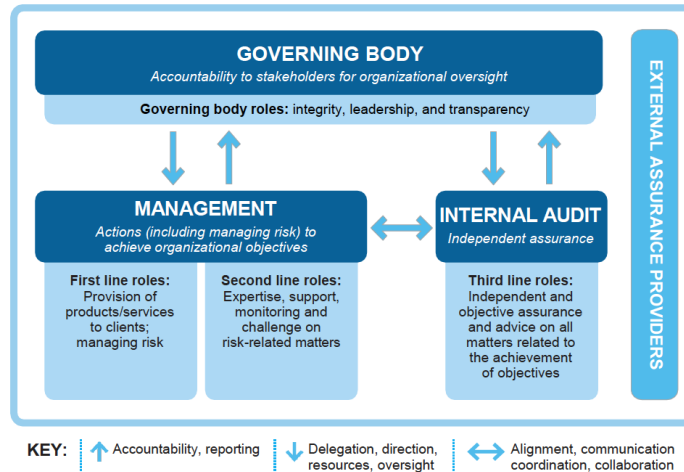 GOVERNING BODY
Accountability to stakeholders for organizational oversight
Governing body roles: integrity, leadership, and transparency
MANAGEMENT
Actions (including managing risk) to
achieve organizational objectives
INTERNAL AUDIT
Independent assurance
First line roles:
Provision of
products/services
to clients;
managing risk
Second line roles:
Expertise, support,
monitoring and
challenge on
risk-related matters
Third line roles:
Independent and
objective assurance
and advice on all
matters related to
the achievement
of objectives
EXTERNAL ASSURANCE PROVIDERS
KEY:
Accountability, reporting
Delegation, direction,
resources, oversight
Alignment, communication
coordination, collaboration